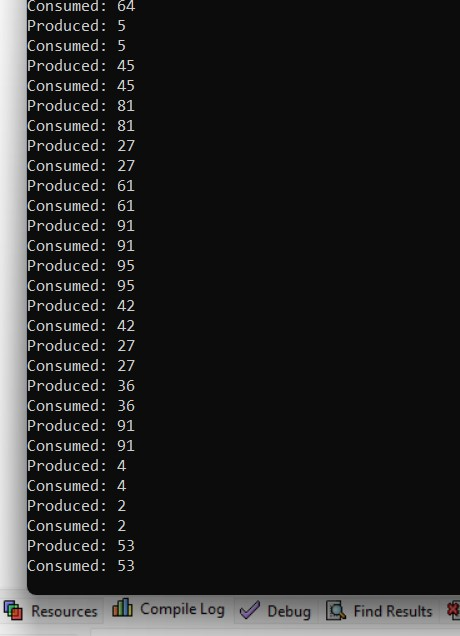 Consumed: 64
Produced: 5
Consumed: 5
Produced: 45
Consumed: 45
Produced: 81
Consumed: 81
Produced: 27
Consumed: 27
Produced: 61
Consumed: 61
Produced: 91
Consumed: 91
Produced: 95
Consumed: 95
Produced: 42
Consumed: 42
Produced: 27
Consumed: 27
Produced: 36
Consumed: 36
Produced: 91
Consumed: 91
Produced: 4
Consumed: 4
Produced: 2
Consumed: 2
Produced: 53
Consumed: 53
Resources Compile Log Debug Find Results